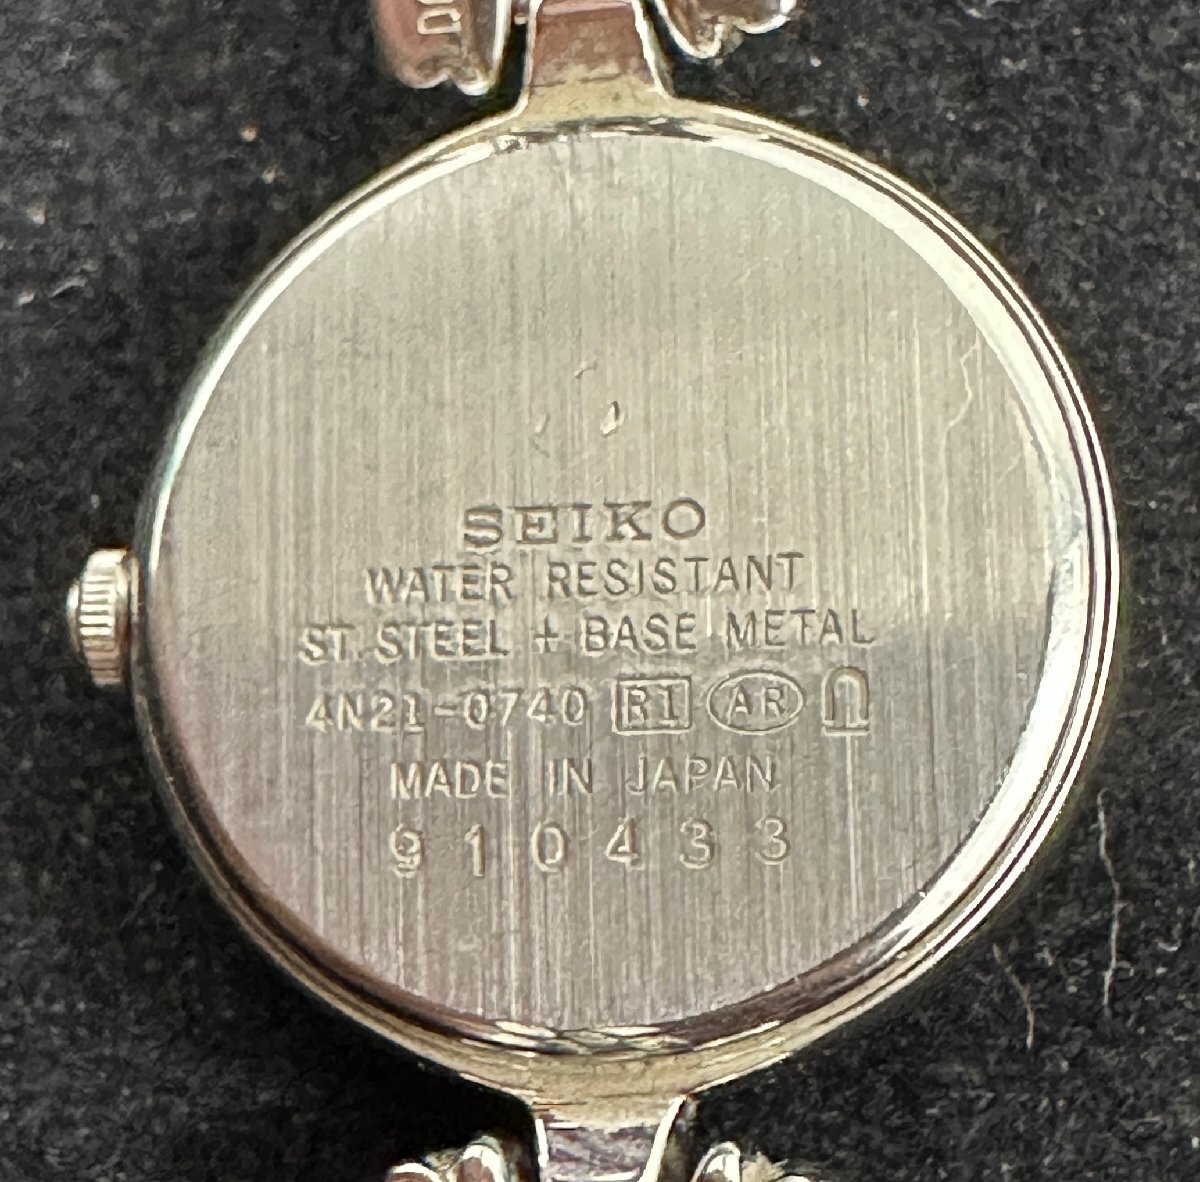 SEIKO
WATER RESISTANT
ST.STEEL + BASE METAL
4N21-0740 R1 AR
MADE IN JAPAN
910433